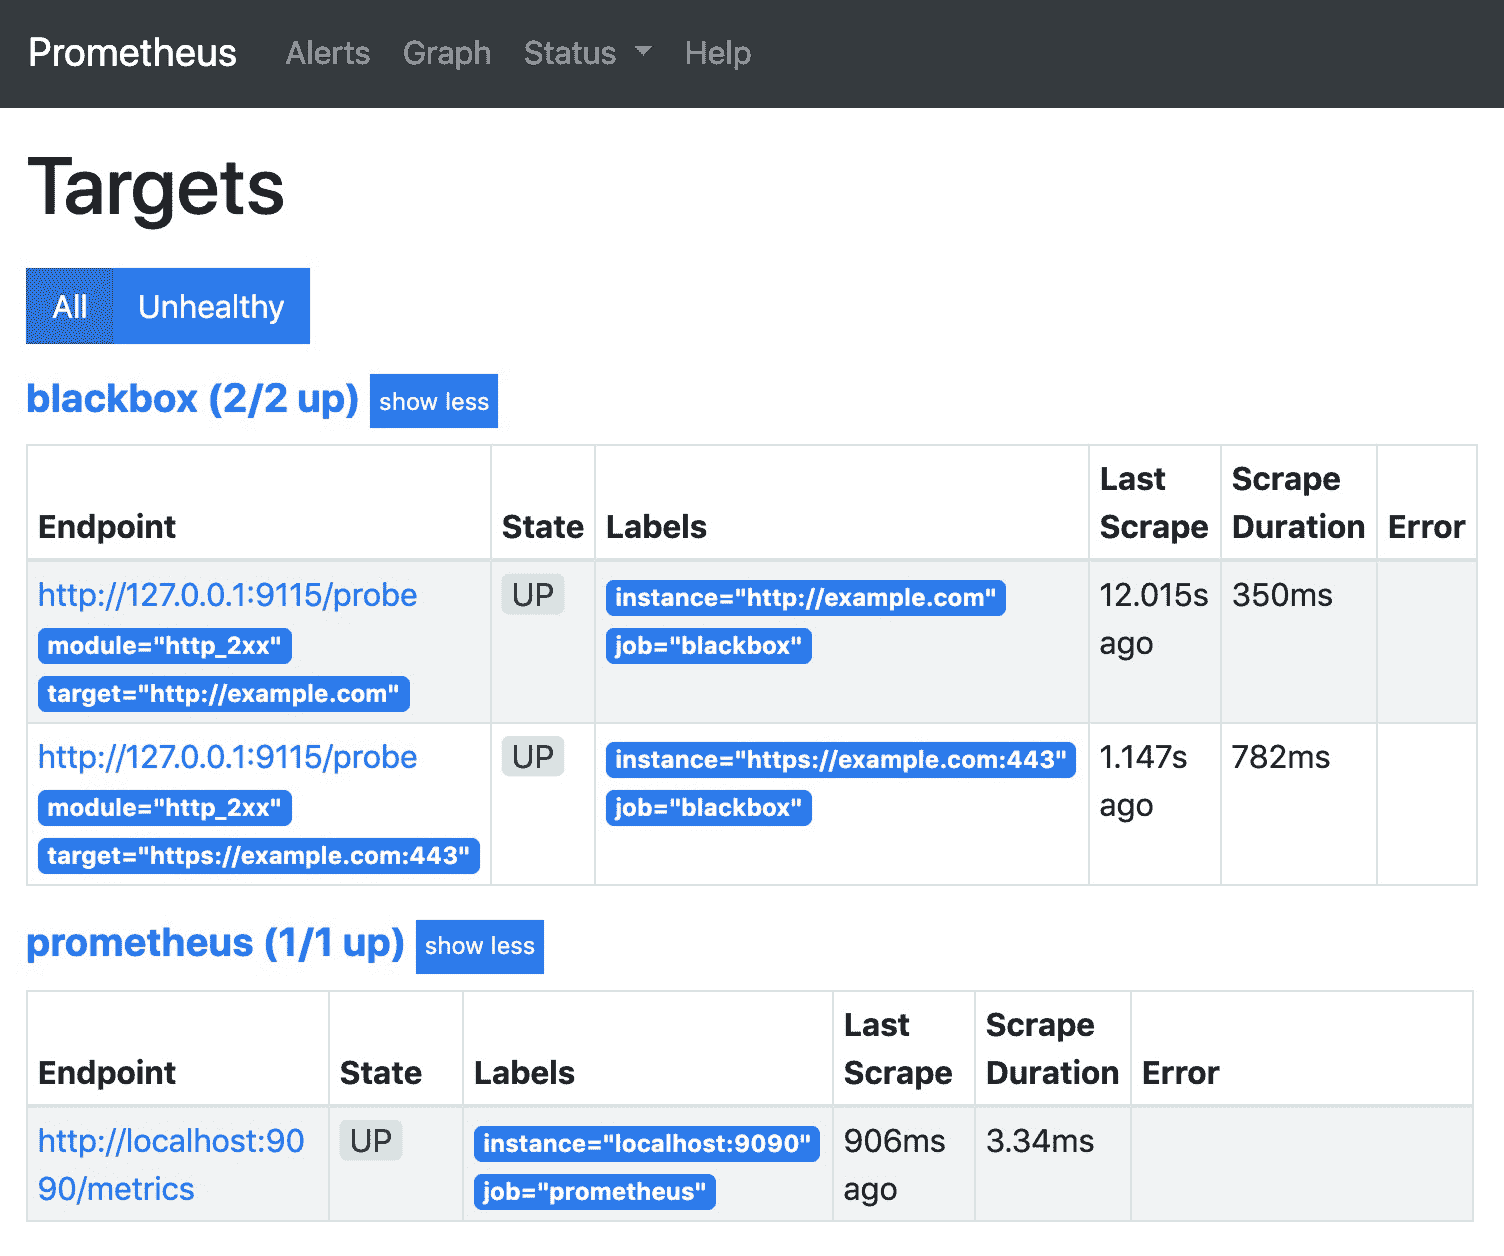 Prometheus Alerts Graph Status Help
Targets
All Unhealthy
blackbox (2/2 up) show less
Endpoint State Labels Last Scrape Scrape Duration Error
http://127.0.0.1:9115/probe UP instance="http://example.com" 12.015s ago 350ms
module="http_2xx" job="blackbox"
target="http://example.com"
http://127.0.0.1:9115/probe UP instance="https://example.com:443" 1.147s ago 782ms
module="http_2xx" job="blackbox"
target="https://example.com:443"
prometheus (1/1 up) show less
Endpoint State Labels Last Scrape Scrape Duration Error
http://localhost:90 UP instance="localhost:9090" 906ms 3.34ms
90/metrics job="prometheus" ago